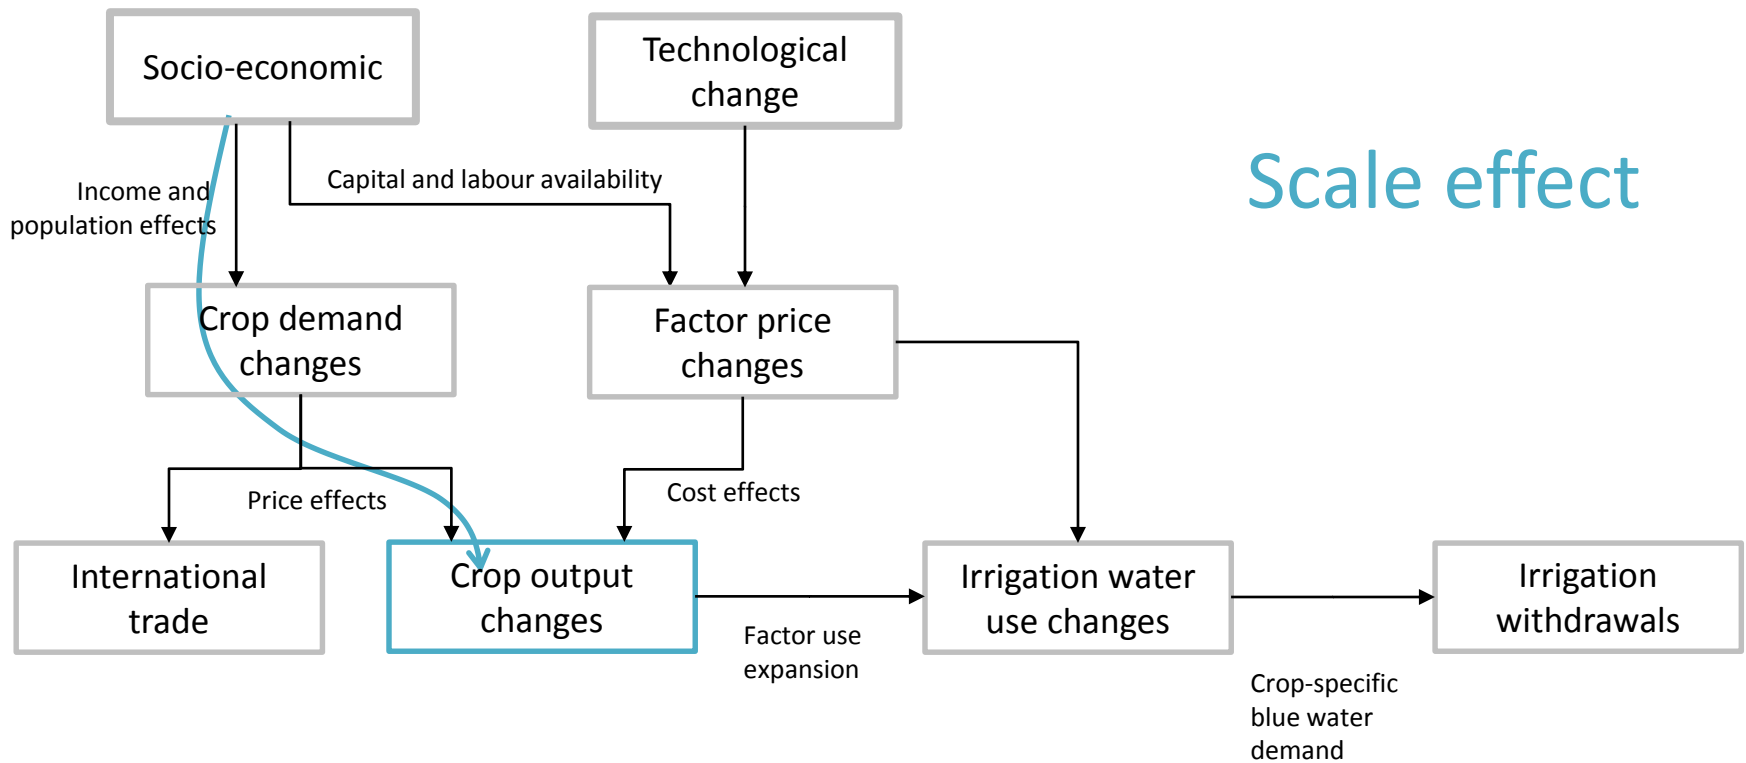 Socio-economic
Technological
change
Scale effect
Income and
population effects
Capital and labour availability
Crop demand
changes
Factor price
changes
Price effects
Cost effects
International
trade
Crop output
changes
Irrigation water
use changes
Irrigation
withdrawals
Factor use
expansion
Crop-specific
blue water
demand